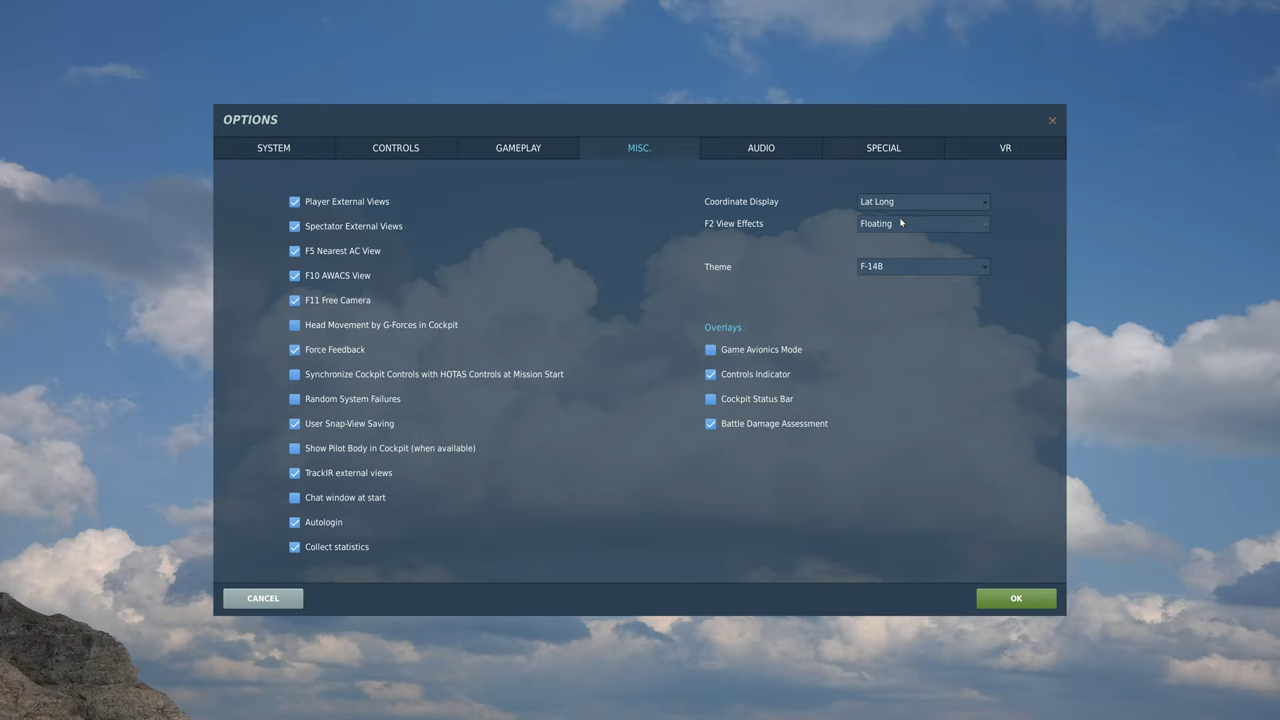 OPTIONS
SYSTEM CONTROLS GAMEPLAY MISC. AUDIO SPECIAL VR
Player External Views
Spectator External Views
F5 Nearest AC View
F10 AWACS View
F11 Free Camera
Head Movement by G-Forces in Cockpit
Force Feedback
Synchronize Cockpit Controls with HOTAS Controls at Mission Start
Random System Failures
User Snap-View Saving
Show Pilot Body in Cockpit (when available)
TrackIR external views
Chat window at start
Autologin
Collect statistics
Coordinate Display Lat Long
F2 View Effects Floating
Theme F-14B
Overlays
Game Avionics Mode
Controls Indicator
Cockpit Status Bar
Battle Damage Assessment
CANCEL OK